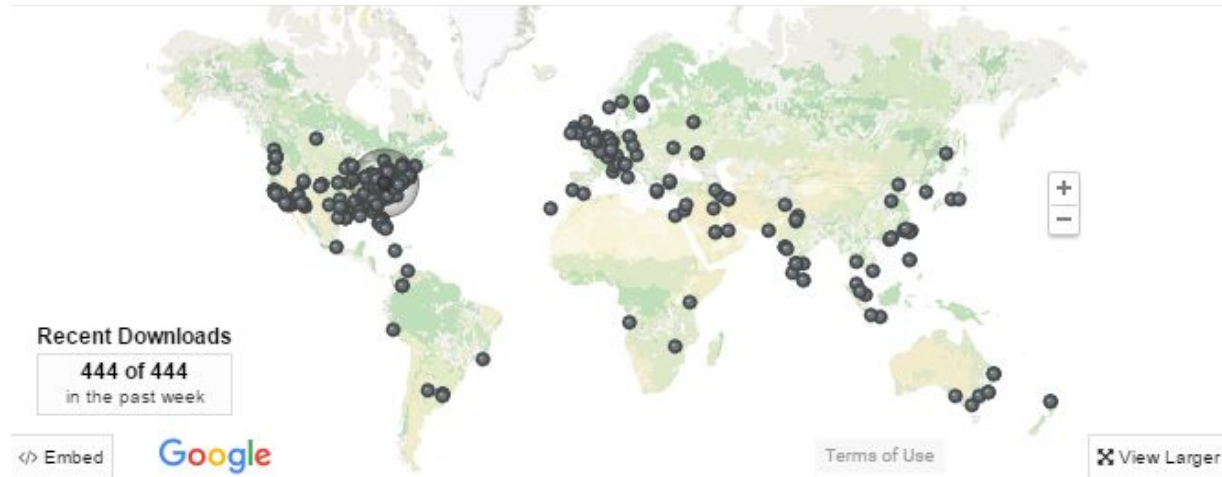 Recent Downloads
444 of 444
in the past week
</> Embed
Google
Terms of Use
View Larger
+
−